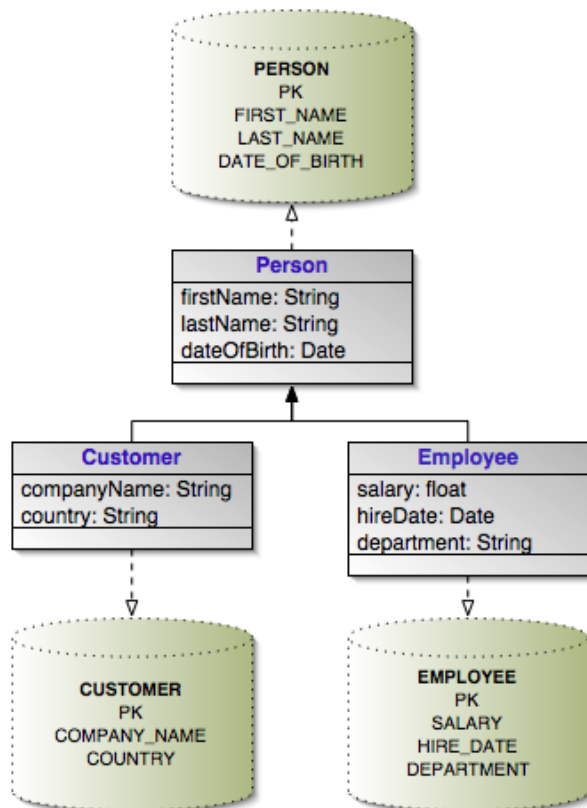 PERSON
PK
FIRST_NAME
LAST_NAME
DATE_OF_BIRTH
Person
firstName: String
lastName: String
dateOfBirth: Date
Customer
companyName: String
country: String
Employee
salary: float
hireDate: Date
department: String
CUSTOMER
PK
COMPANY_NAME
COUNTRY
EMPLOYEE
PK
SALARY
HIRE_DATE
DEPARTMENT